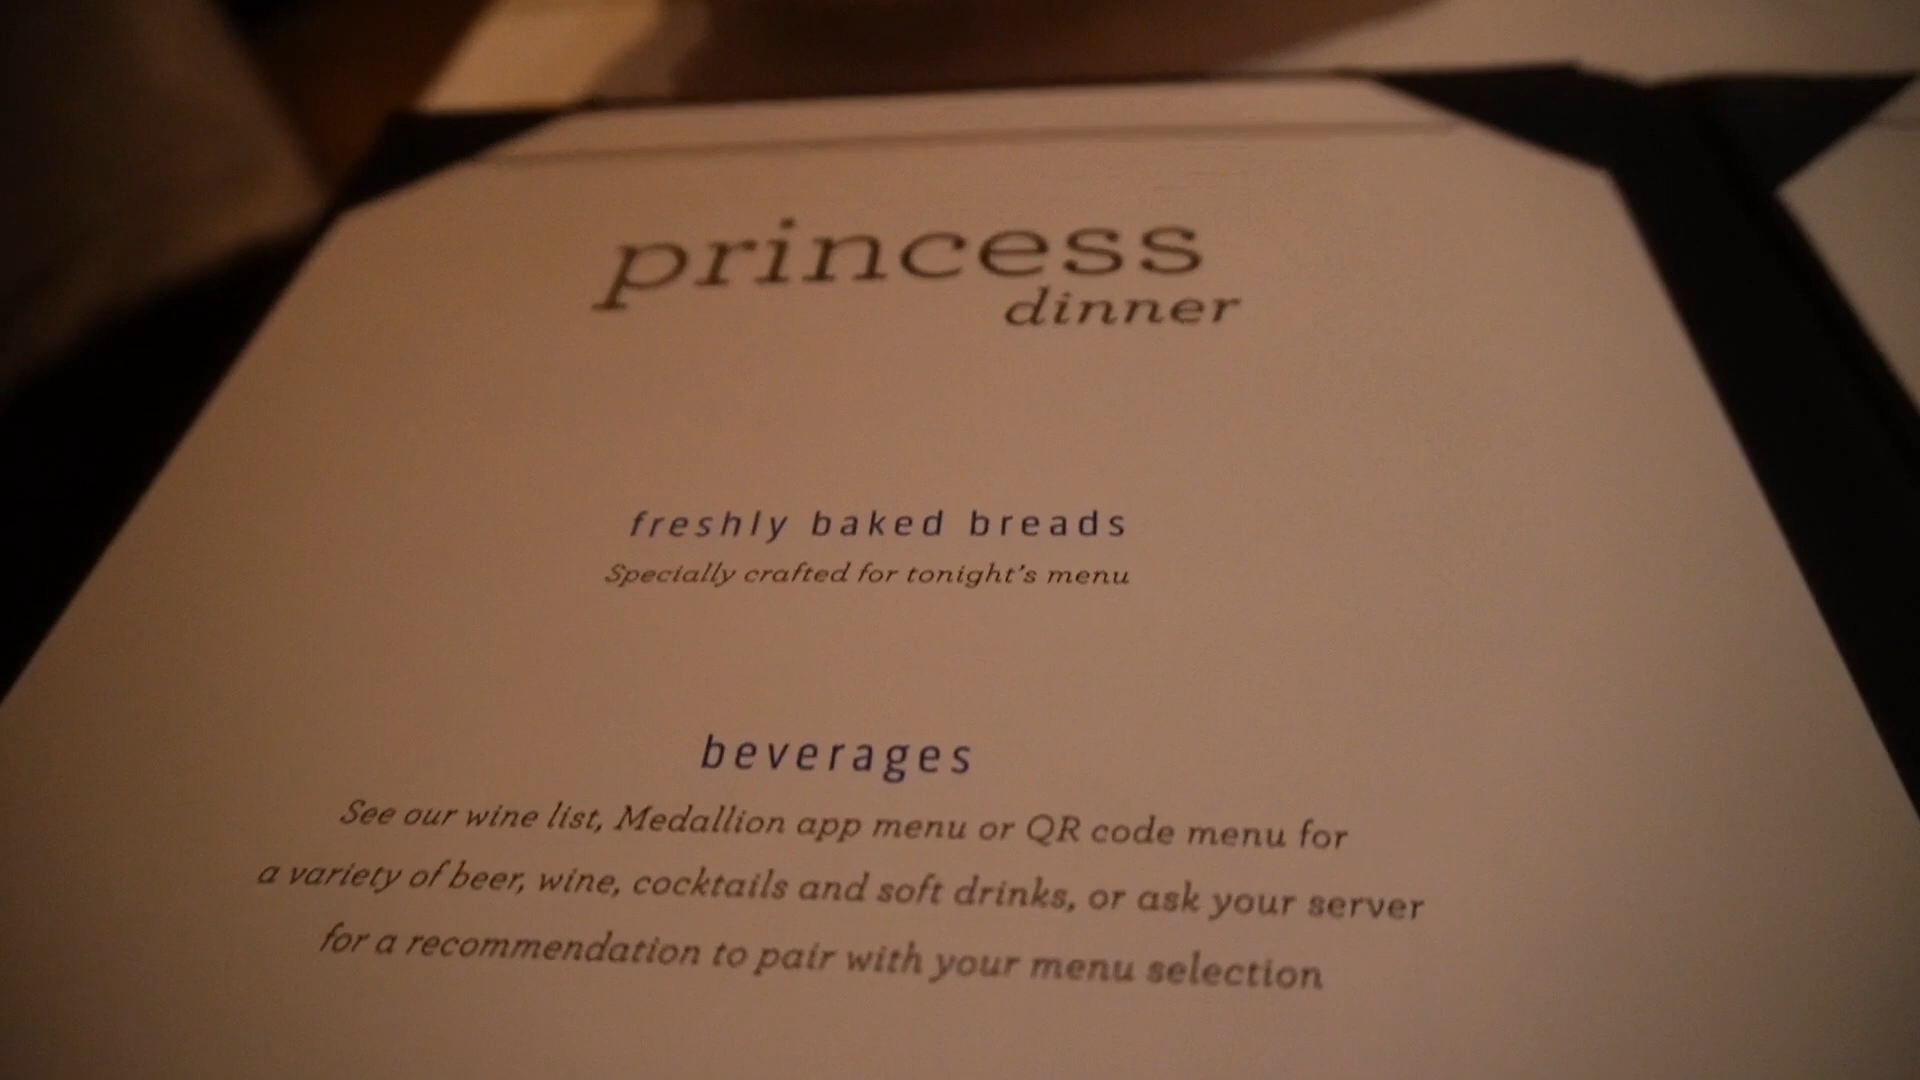 princess
dinner
freshly baked breads
Specially crafted for tonight's menu
beverages
See our wine list, Medallion app menu or QR code menu for
a variety of beer, wine, cocktails and soft drinks, or ask your server
for a recommendation to pair with your menu selection